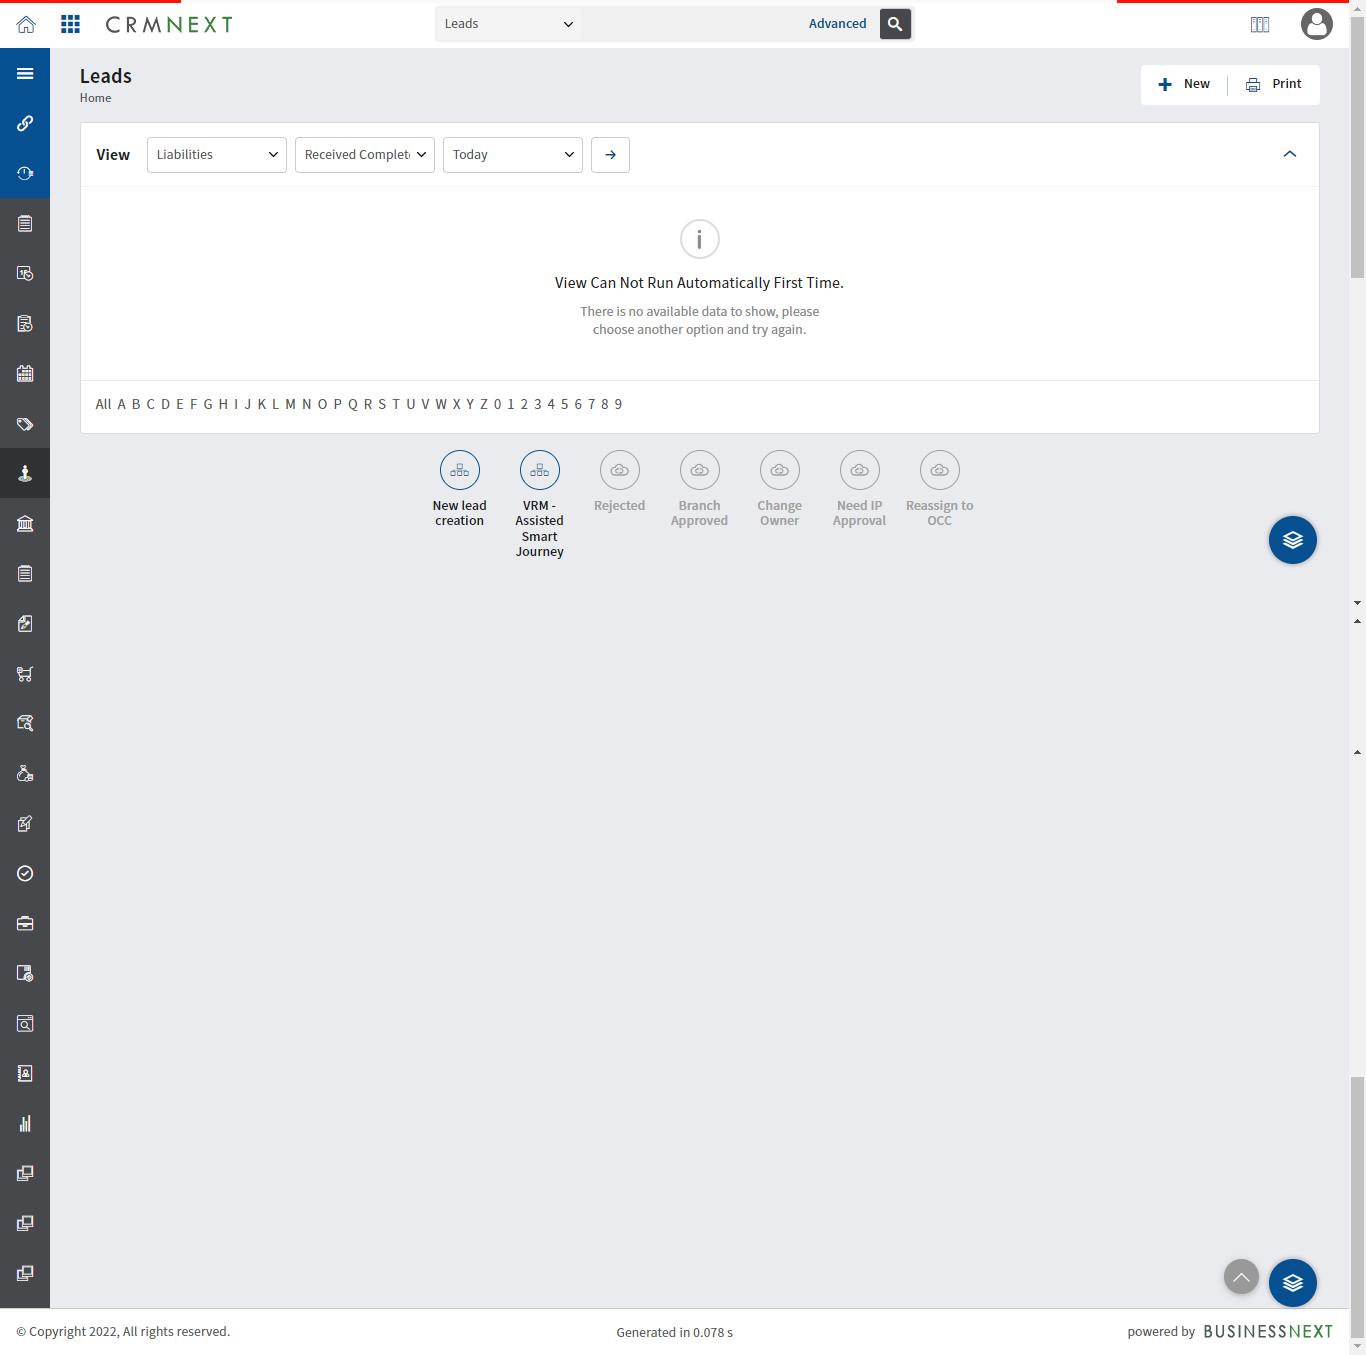 CRMNEXT
Leads
Advanced
Leads
Home
New
Print
View
Liabilities
Received Complet
Today
View Can Not Run Automatically First Time.
There is no available data to show, please
choose another option and try again.
All A B C D E F G H I J K L M N O P Q R S T U V W X Y Z 0 1 2 3 4 5 6 7 8 9
New lead
creation
VRM -
Assisted
Smart
Journey
Rejected
Branch
Approved
Change
Owner
Need IP
Approval
Reassign to
OCC
© Copyright 2022, All rights reserved.
Generated in 0.078 s
powered by BUSINESSNEXT